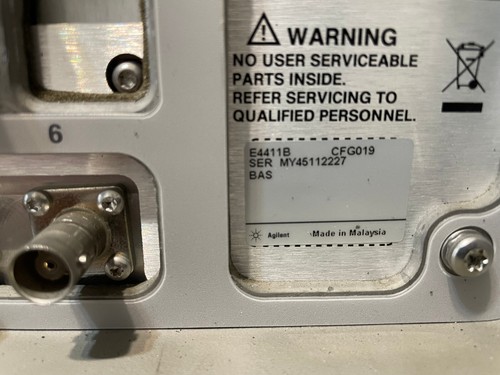 WARNING
NO USER SERVICEABLE
PARTS INSIDE.
REFER SERVICING TO
QUALIFIED PERSONNEL.
6
E4411B CFG019
SER MY45112227
BAS
Agilent Made in Malaysia